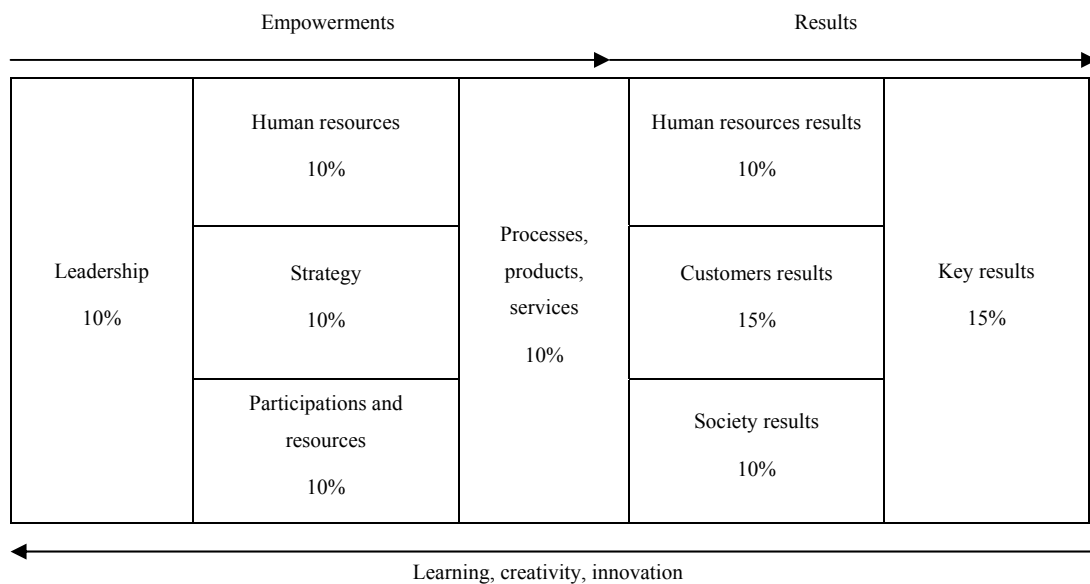 Empowerments
Results
Leadership
10%
Human resources
10%
Strategy
10%
Participations and
resources
10%
Processes,
products,
services
10%
Human resources results
10%
Customers results
15%
Society results
10%
Key results
15%
Learning, creativity, innovation